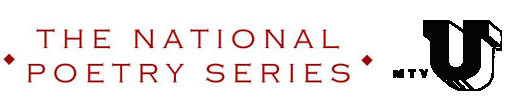 THE NATIONAL
POETRY SERIES
MTV U